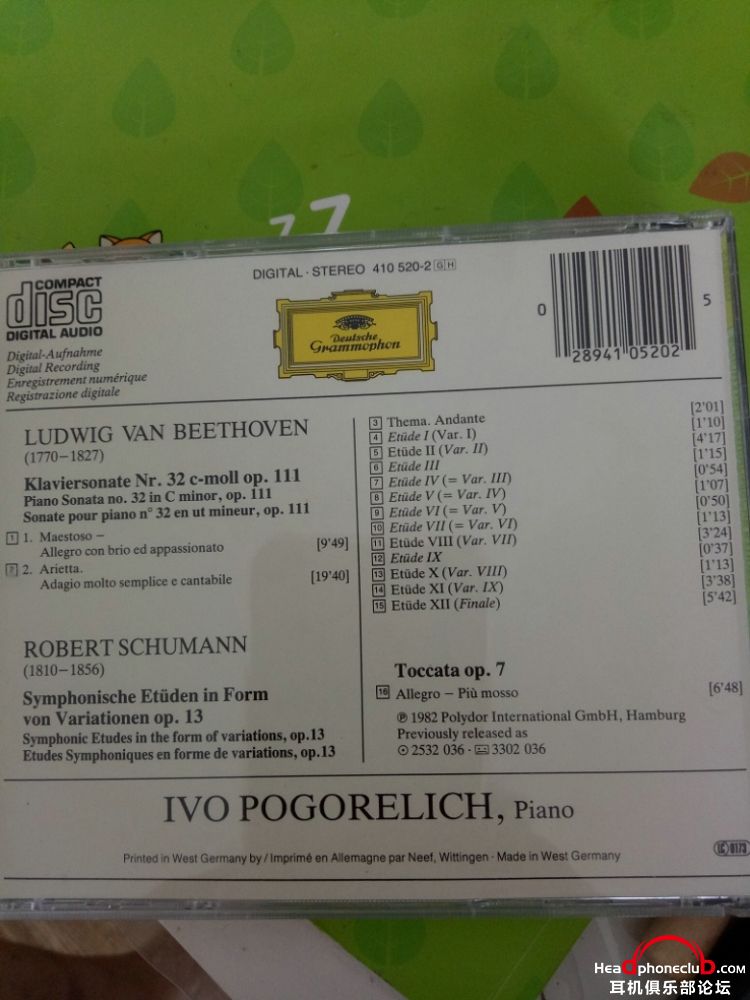 zZ
COMPACT
disc
DIGITAL AUDIO
Digital-Aufnahme
Digital Recording
Enregistrement numérique
Registrazione digitale
DIGITAL · STEREO 410 520-2 GH
Deutsche
Grammophon
0 28941 05202 5
LUDWIG VAN BEETHOVEN
(1770–1827)
Klaviersonate Nr. 32 c-moll op. 111
Piano Sonata no. 32 in C minor, op. 111
Sonate pour piano n° 32 en ut mineur, op. 111
1 1. Maestoso –
Allegro con brio ed appassionato [9'49]
2 2. Arietta.
Adagio molto semplice e cantabile [19'40]
ROBERT SCHUMANN
(1810–1856)
Symphonische Etüden in Form
von Variationen op. 13
Symphonic Etudes in the form of variations, op.13
Etudes Symphoniques en forme de variations, op.13
3 Thema. Andante [2'01]
4 Etüde I (Var. I) [1'10]
5 Etüde II (Var. II) [4'17]
6 Etüde III [1'15]
7 Etüde IV (= Var. III) [0'54]
8 Etüde V (= Var. IV) [1'07]
9 Etüde VI (= Var. V) [0'50]
10 Etüde VII (= Var. VI) [1'13]
11 Etüde VIII (Var. VII) [3'24]
12 Etüde IX [0'37]
13 Etüde X (Var. VIII) [1'13]
14 Etüde XI (Var. IX) [3'38]
15 Etüde XII (Finale) [5'42]
Toccata op. 7
16 Allegro – Più mosso [6'48]
℗ 1982 Polydor International GmbH, Hamburg
Previously released as
2532 036 · 3302 036
IVO POGORELICH, Piano
Printed in West Germany by / Imprimé en Allemagne par Neef, Wittingen · Made in West Germany
LC 0173
HeadphoneclubD.com
耳机俱乐部论坛